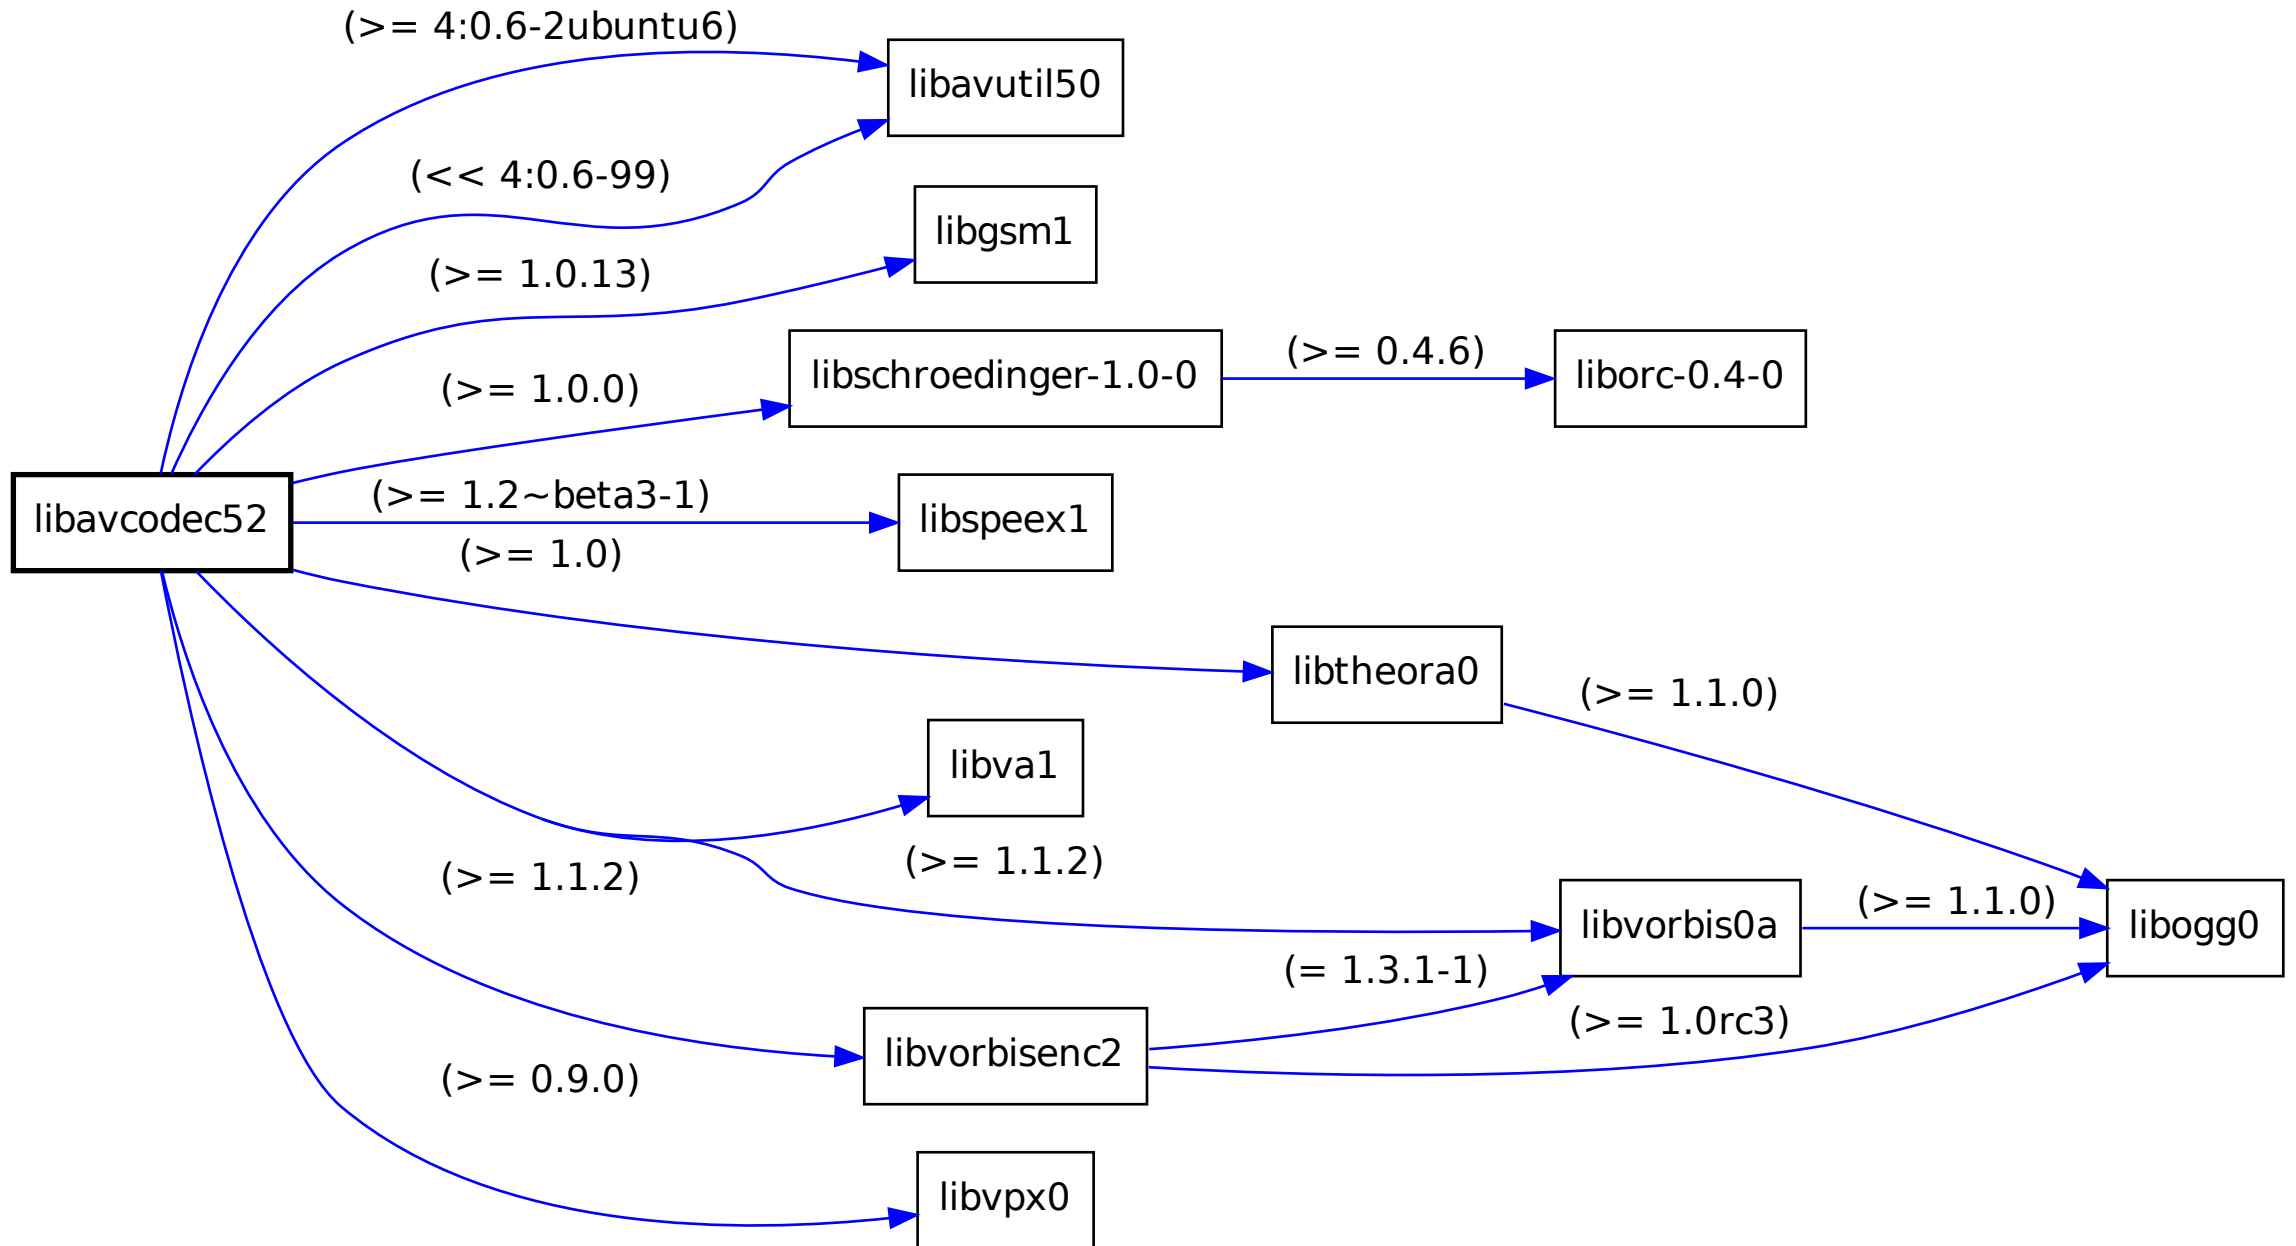 (>= 4:0.6-2ubuntu6)
libavutil50
(<< 4:0.6-99)
libgsm1
(>= 1.0.13)
libschroedinger-1.0-0
(>= 0.4.6)
liborc-0.4-0
(>= 1.0.0)
libavcodec52
(>= 1.2~beta3-1)
libspeex1
(>= 1.0)
libtheora0
(>= 1.1.0)
libva1
(>= 1.1.2)
(>= 1.1.2)
libvorbis0a
(>= 1.1.0)
libogg0
(= 1.3.1-1)
(>= 1.0rc3)
libvorbisenc2
(>= 0.9.0)
libvpx0